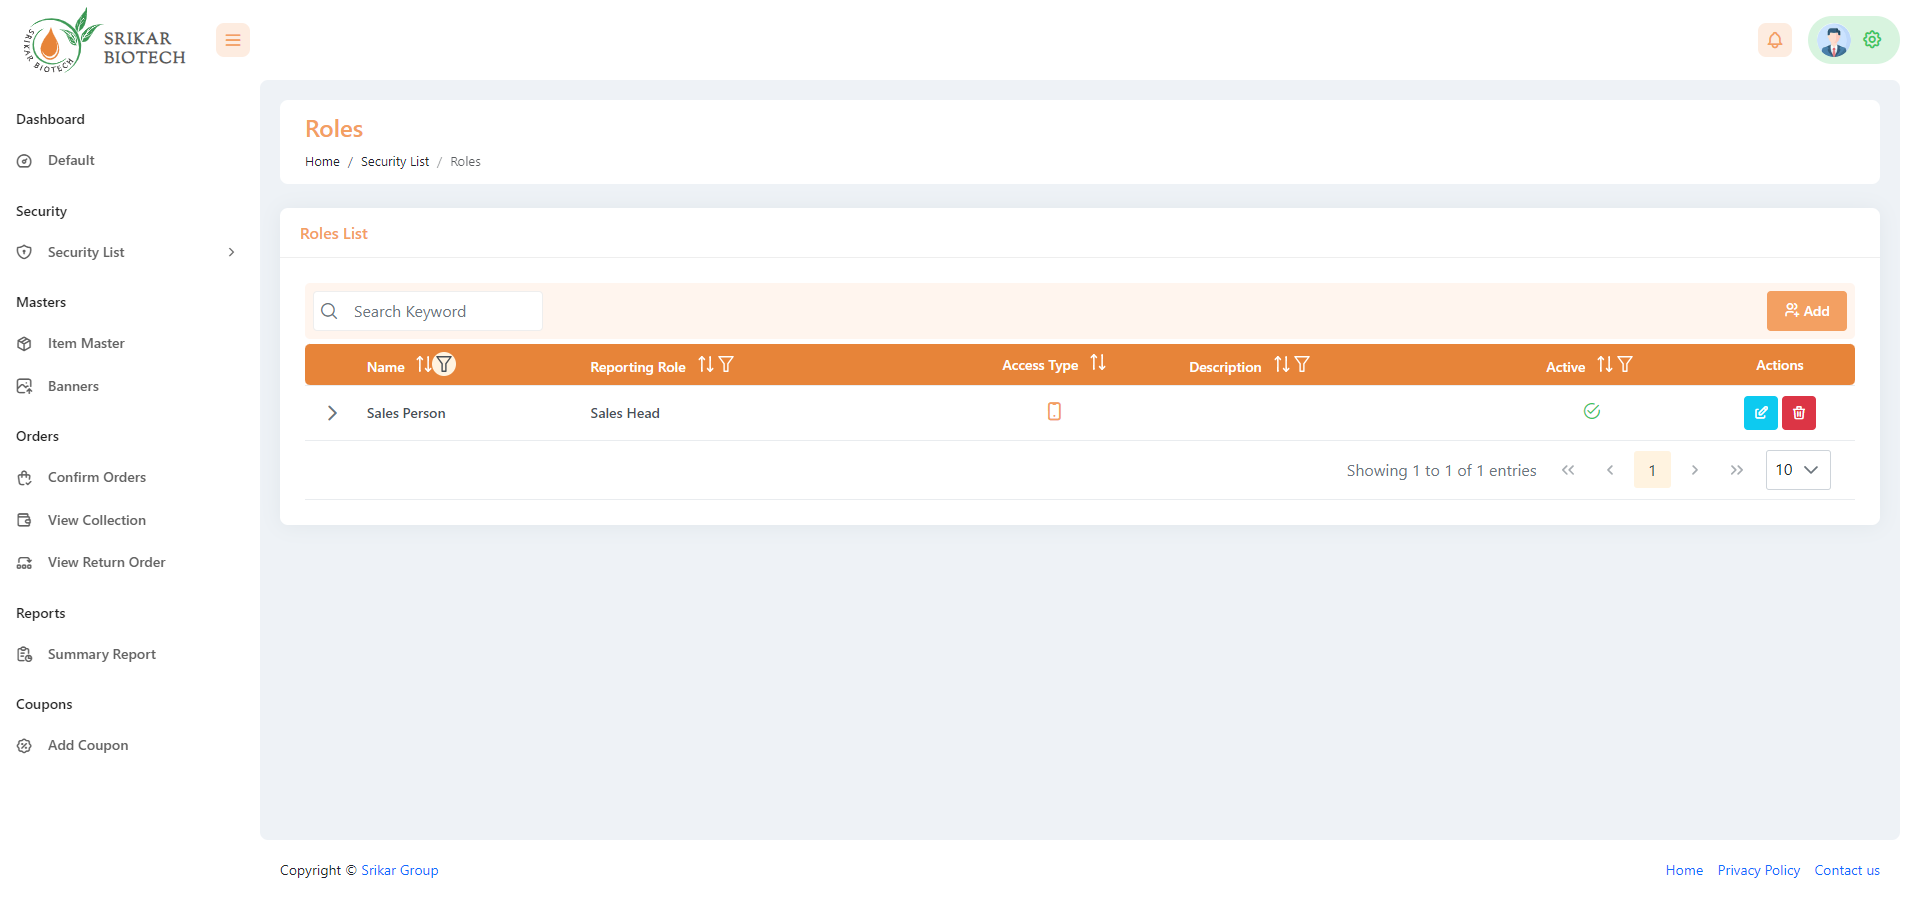 SRIKAR BIOTECH
SRIKAR
BIOTECH
Dashboard
Default
Security
Security List
Masters
Item Master
Banners
Orders
Confirm Orders
View Collection
View Return Order
Reports
Summary Report
Coupons
Add Coupon
Roles
Home / Security List / Roles
Roles List
Search Keyword
Add
Name Reporting Role Access Type Description Active Actions
Sales Person Sales Head
Showing 1 to 1 of 1 entries « ‹ 1 › » 10
Copyright © Srikar Group
Home Privacy Policy Contact us